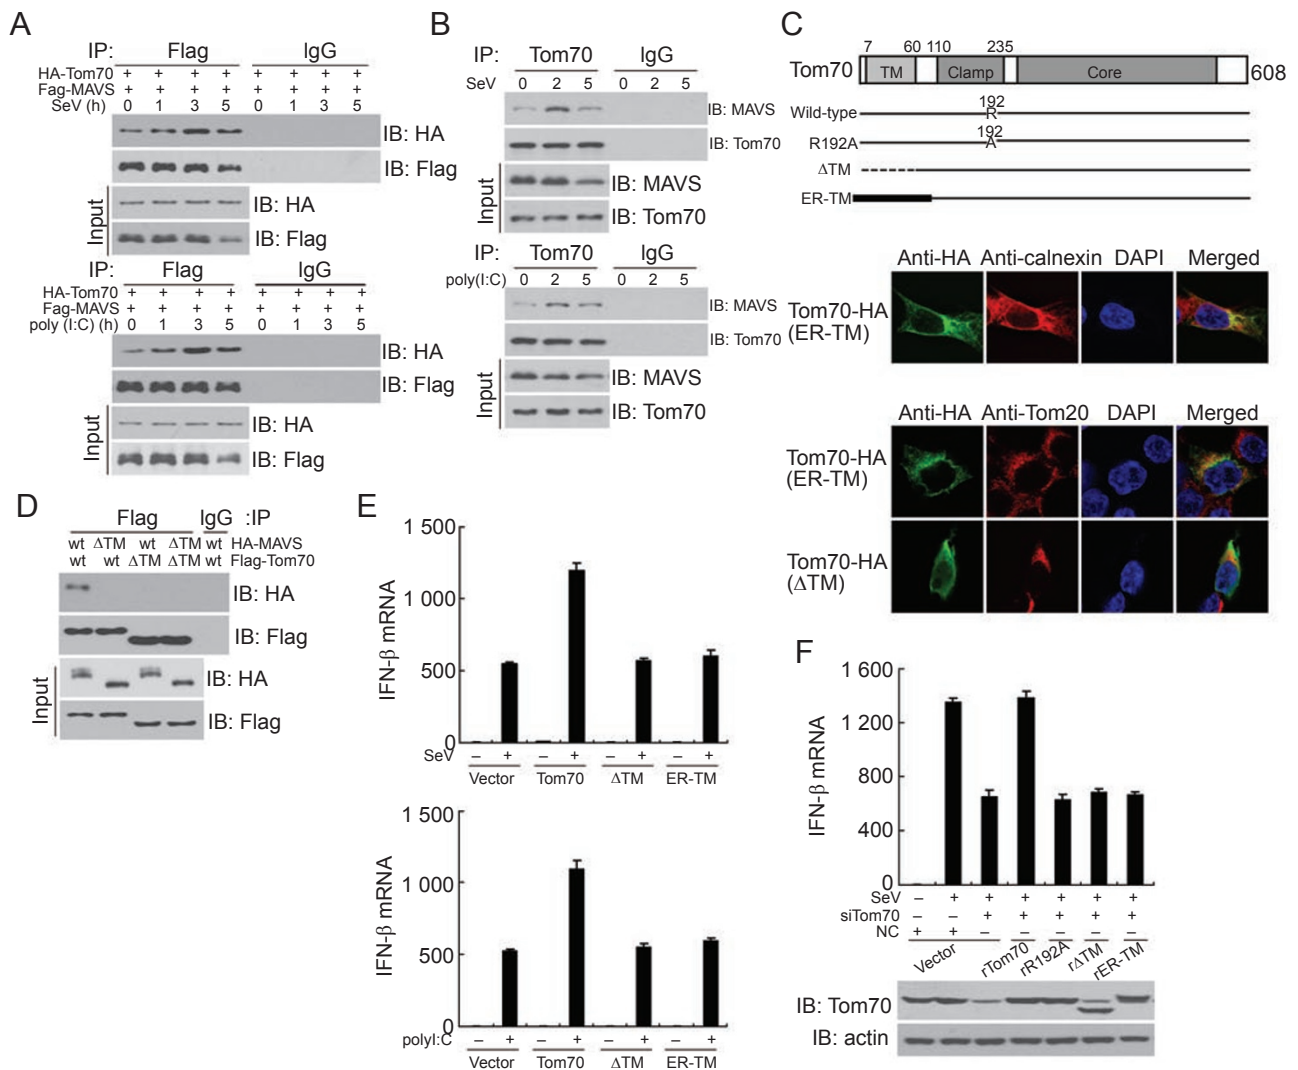 A
IP: Flag IgG
HA-Tom70 + + + + + + + +
Fag-MAVS + + + + + + + +
SeV (h) 0 1 3 5 0 1 3 5
IB: HA
IB: Flag
Input
IB: HA
IB: Flag
IP: Flag IgG
HA-Tom70 + + + + + + + +
Fag-MAVS + + + + + + + +
poly (I:C) (h) 0 1 3 5 0 1 3 5
IB: HA
IB: Flag
Input
IB: HA
IB: Flag
B
IP: Tom70 IgG
SeV 0 2 5 0 2 5
IB: MAVS
IB: Tom70
Input
IB: MAVS
IB: Tom70
IP: Tom70 IgG
poly(I:C) 0 2 5 0 2 5
IB: MAVS
IB: Tom70
Input
IB: MAVS
IB: Tom70
C
7 60 110 235
Tom70 TM Clamp Core 608
192
Wild-type R
192
R192A A
ΔTM
ER-TM
Anti-HA Anti-calnexin DAPI Merged
Tom70-HA
(ER-TM)
Anti-HA Anti-Tom20 DAPI Merged
Tom70-HA
(ER-TM)
Tom70-HA
(ΔTM)
D
Flag IgG :IP
wt ΔTM wt ΔTM wt HA-MAVS
wt wt ΔTM ΔTM wt Flag-Tom70
IB: HA
IB: Flag
Input
IB: HA
IB: Flag
E
IFN-β mRNA
1 500
1 000
500
0
SeV – + – + – + – +
Vector Tom70 ΔTM ER-TM
IFN-β mRNA
1 500
1 000
500
0
polyI:C – + – + – + – +
Vector Tom70 ΔTM ER-TM
F
IFN-β mRNA
1 600
1 200
800
400
0
SeV – + + + + + +
siTom70 – – + + + + +
NC + + – – – – –
Vector rTom70 rR192A rΔTM rER-TM
IB: Tom70
IB: actin